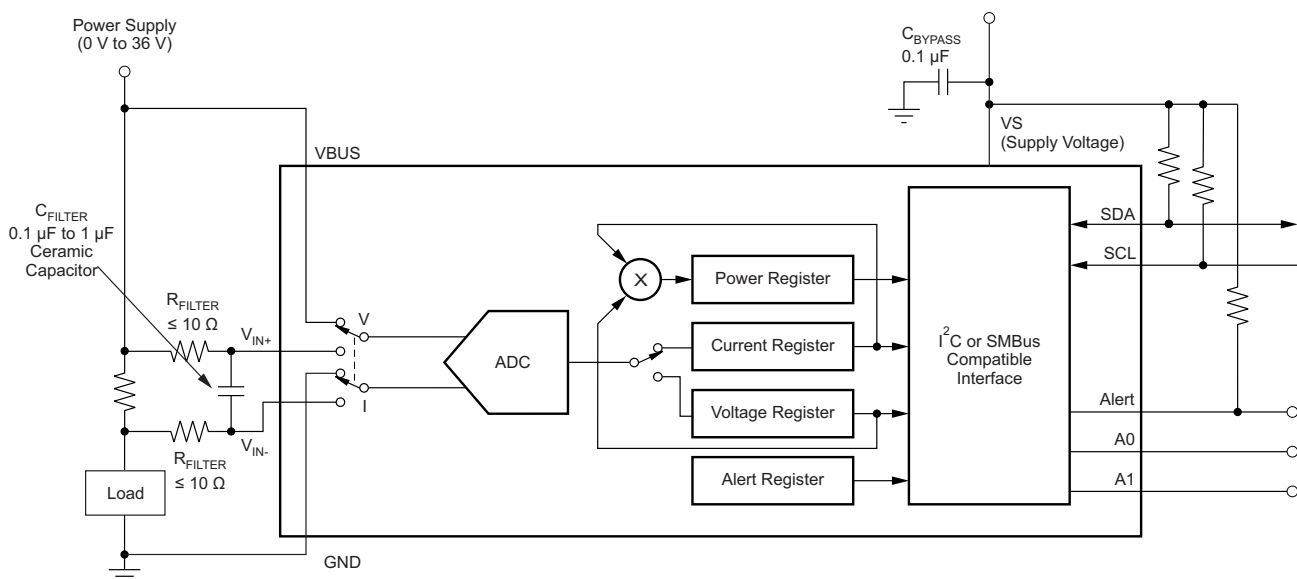 Power Supply
(0 V to 36 V)
C_BYPASS
0.1 µF
VS
(Supply Voltage)
VBUS
C_FILTER
0.1 µF to 1 µF
Ceramic
Capacitor
R_FILTER
≤ 10 Ω
V_IN+
V
I
V_IN-
R_FILTER
≤ 10 Ω
Load
GND
ADC
X
Power Register
Current Register
Voltage Register
Alert Register
I²C or SMBus
Compatible
Interface
SDA
SCL
Alert
A0
A1